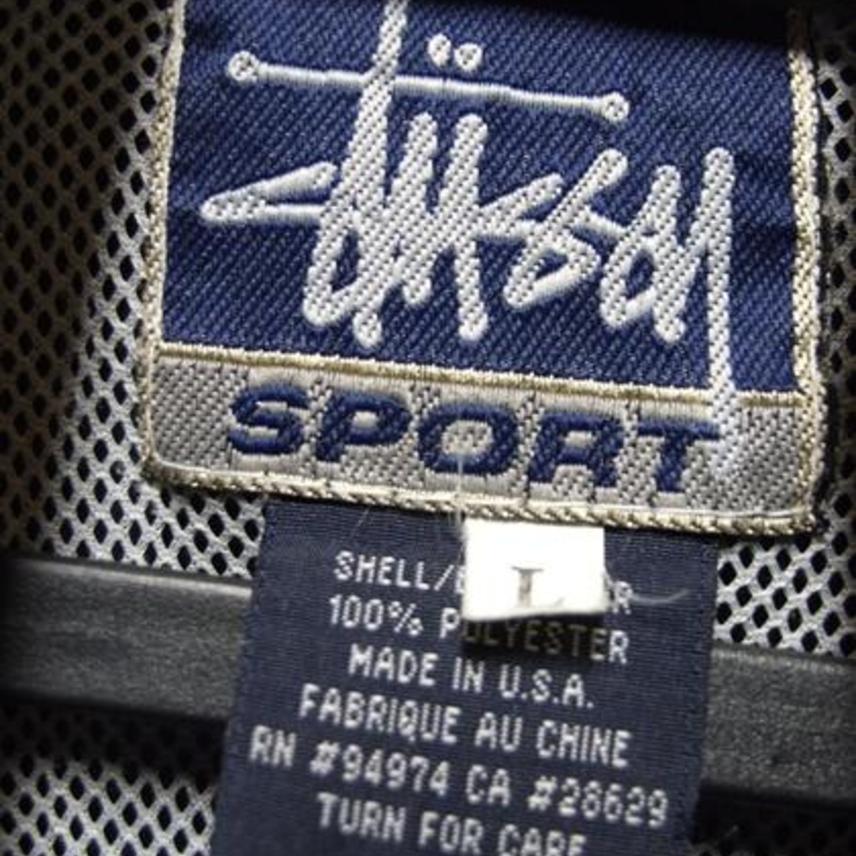 Stüssy
SPORT
L
SHELL/
100% POLYESTER
MADE IN U.S.A.
FABRIQUE AU CHINE
RN #94974 CA #28629
TURN FOR CARE